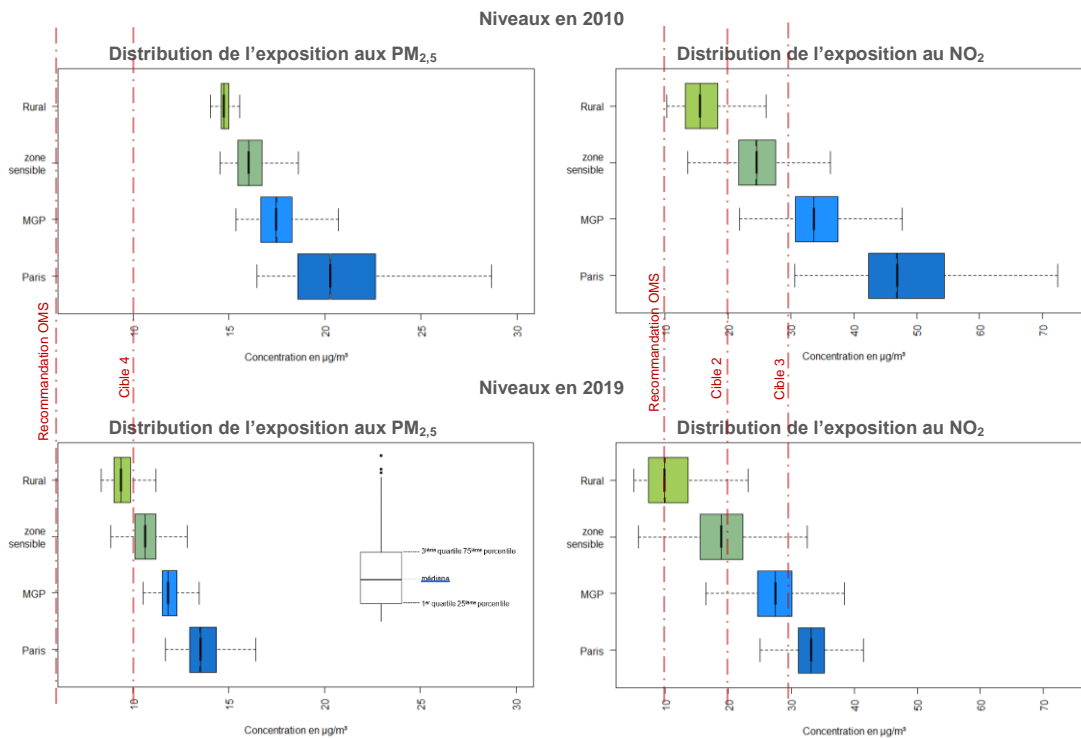 Niveaux en 2010
Distribution de l’exposition aux PM₂,₅
Distribution de l’exposition au NO₂
Rural
zone
sensible
MGP
Paris
10
15
20
25
30
Concentration en µg/m³
Rural
zone
sensible
MGP
Paris
10
20
30
40
50
60
70
Concentration en µg/m³
Recommandation OMS
Cible 4
Recommandation OMS
Cible 2
Cible 3
Niveaux en 2019
Distribution de l’exposition aux PM₂,₅
Distribution de l’exposition au NO₂
Rural
zone
sensible
MGP
Paris
3ième quartile 75ième percentile
médiane
1er quartile 25ième percentile
10
15
20
25
30
Concentration en µg/m³
Rural
zone
sensible
MGP
Paris
10
20
30
40
50
60
70
Concentration en µg/m³